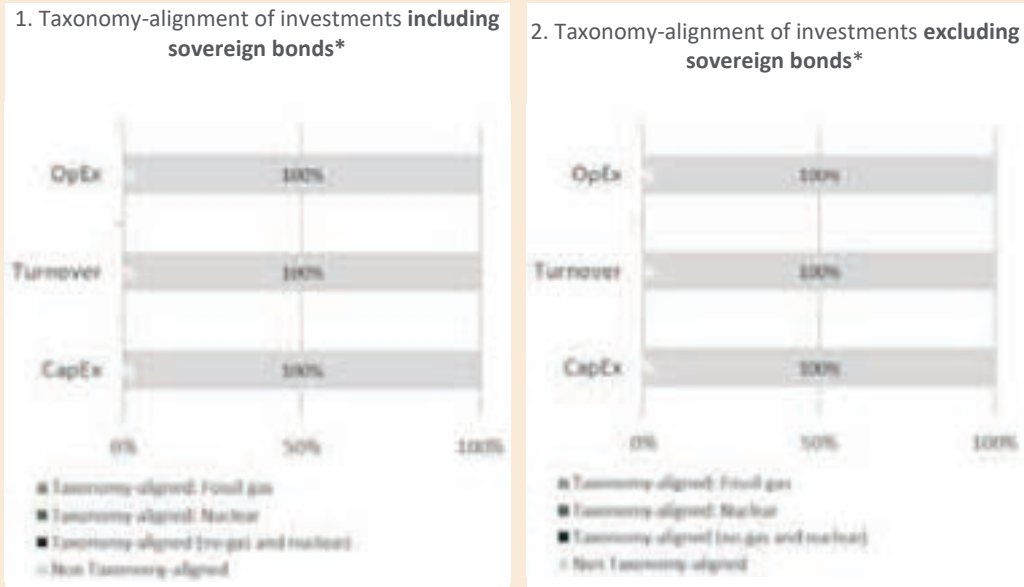 1. Taxonomy-alignment of investments including
sovereign bonds*
OpEx
100%
Turnover
100%
CapEx
100%
0%
50%
100%
Taxonomy-aligned: Fossil gas
Taxonomy-aligned: Nuclear
Taxonomy-aligned (no gas and nuclear)
Non Taxonomy-aligned
2. Taxonomy-alignment of investments excluding
sovereign bonds*
OpEx
100%
Turnover
100%
CapEx
100%
0%
50%
100%
Taxonomy-aligned: Fossil gas
Taxonomy-aligned: Nuclear
Taxonomy-aligned (no gas and nuclear)
Non Taxonomy-aligned